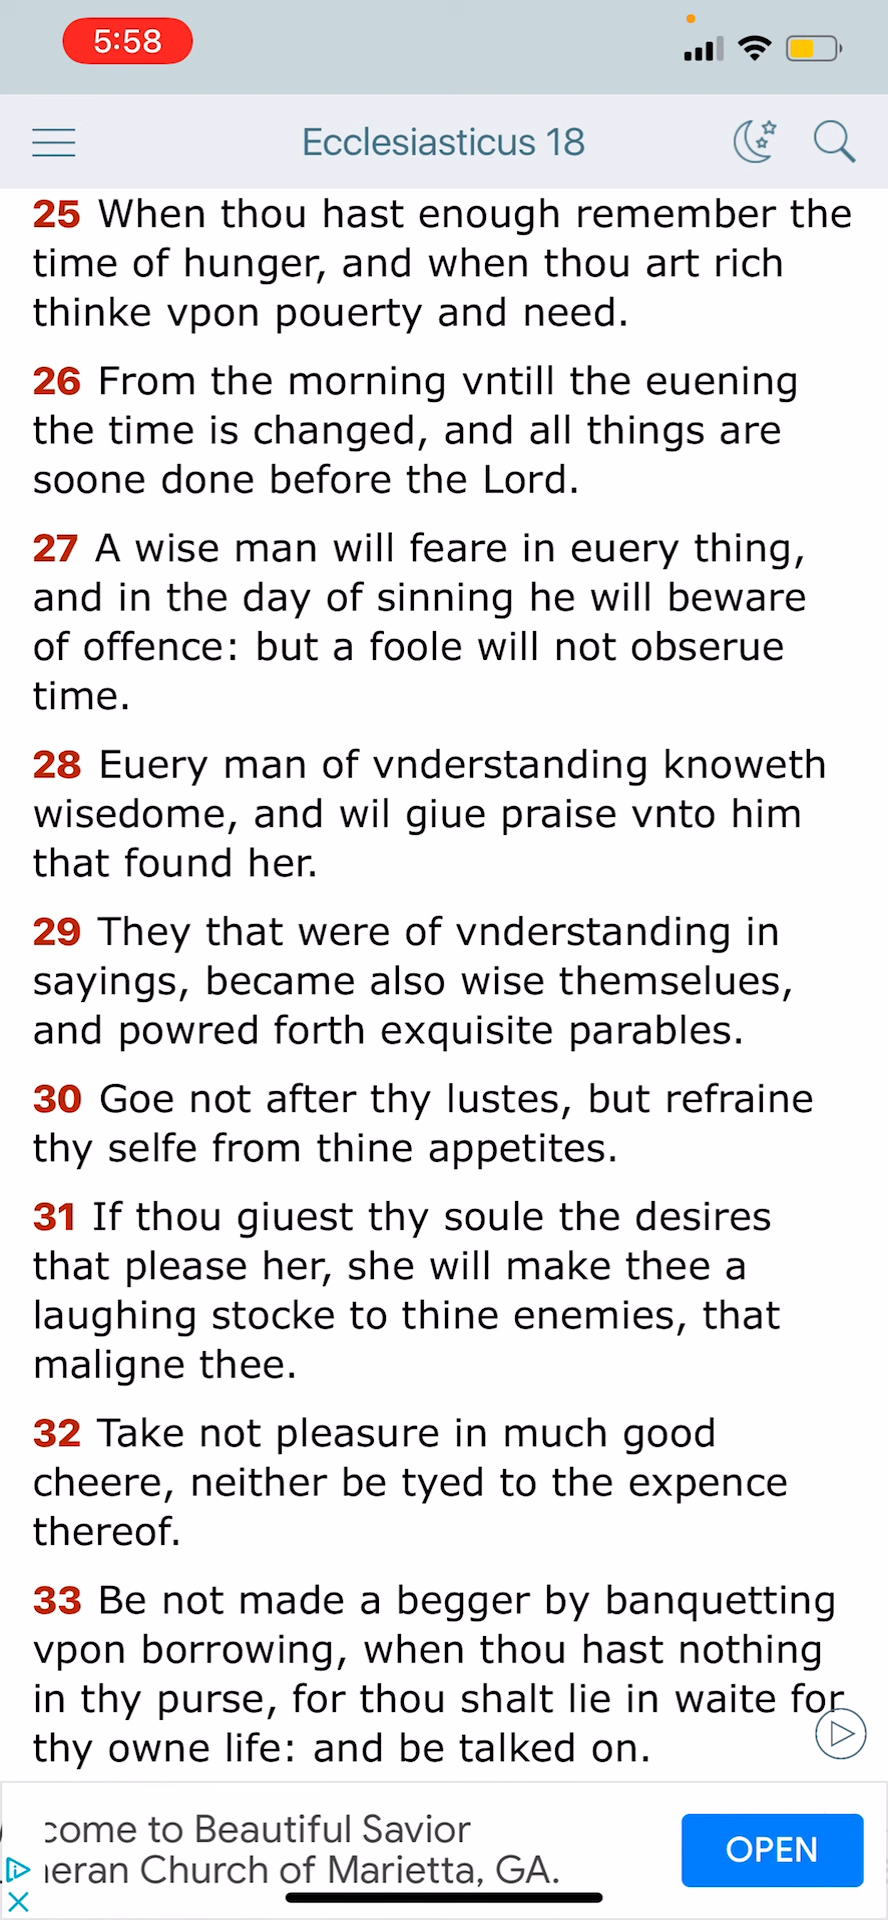 5:58
Ecclesiasticus 18
25 When thou hast enough remember the
time of hunger, and when thou art rich
thinke vpon pouerty and need.
26 From the morning vntill the euening
the time is changed, and all things are
soone done before the Lord.
27 A wise man will feare in euery thing,
and in the day of sinning he will beware
of offence: but a foole will not obserue
time.
28 Euery man of vnderstanding knoweth
wisedome, and wil giue praise vnto him
that found her.
29 They that were of vnderstanding in
sayings, became also wise themselues,
and powred forth exquisite parables.
30 Goe not after thy lustes, but refraine
thy selfe from thine appetites.
31 If thou giuest thy soule the desires
that please her, she will make thee a
laughing stocke to thine enemies, that
maligne thee.
32 Take not pleasure in much good
cheere, neither be tyed to the expence
thereof.
33 Be not made a begger by banquetting
vpon borrowing, when thou hast nothing
in thy purse, for thou shalt lie in waite for
thy owne life: and be talked on.
come to Beautiful Savior
eran Church of Marietta, GA.
OPEN